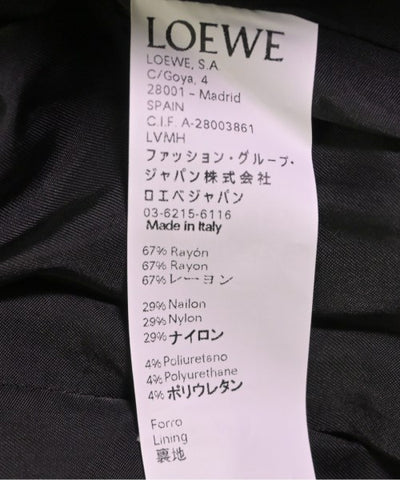 LOEWE
LOEWE, S.A.
C/Goya, 4
28001 - Madrid
SPAIN
C.I.F. A-28003861
LVMH
ファッション・グループ・
ジャパン株式会社
ロエベジャパン
03-6215-6116
Made in Italy
67% Rayón
67% Rayon
67% レーヨン
29% Nailon
29% Nylon
29% ナイロン
4% Poliuretano
4% Polyurethane
4% ポリウレタン
Forro
Lining
裏地